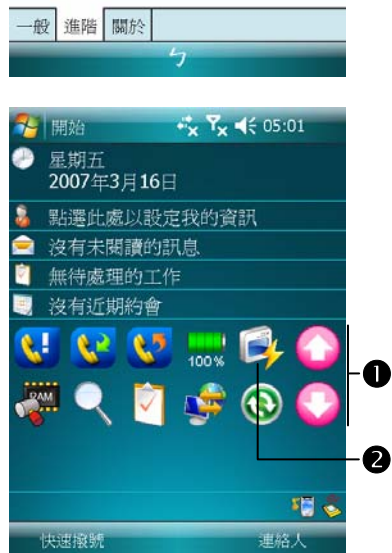 一般 進階 關於
ㄅ
開始 05:01
星期五
2007年3月16日
點選此處以設定我的資訊
沒有未閱讀的訊息
無待處理的工作
沒有近期約會
100%
RAM
❶
❷
快速撥號 連絡人